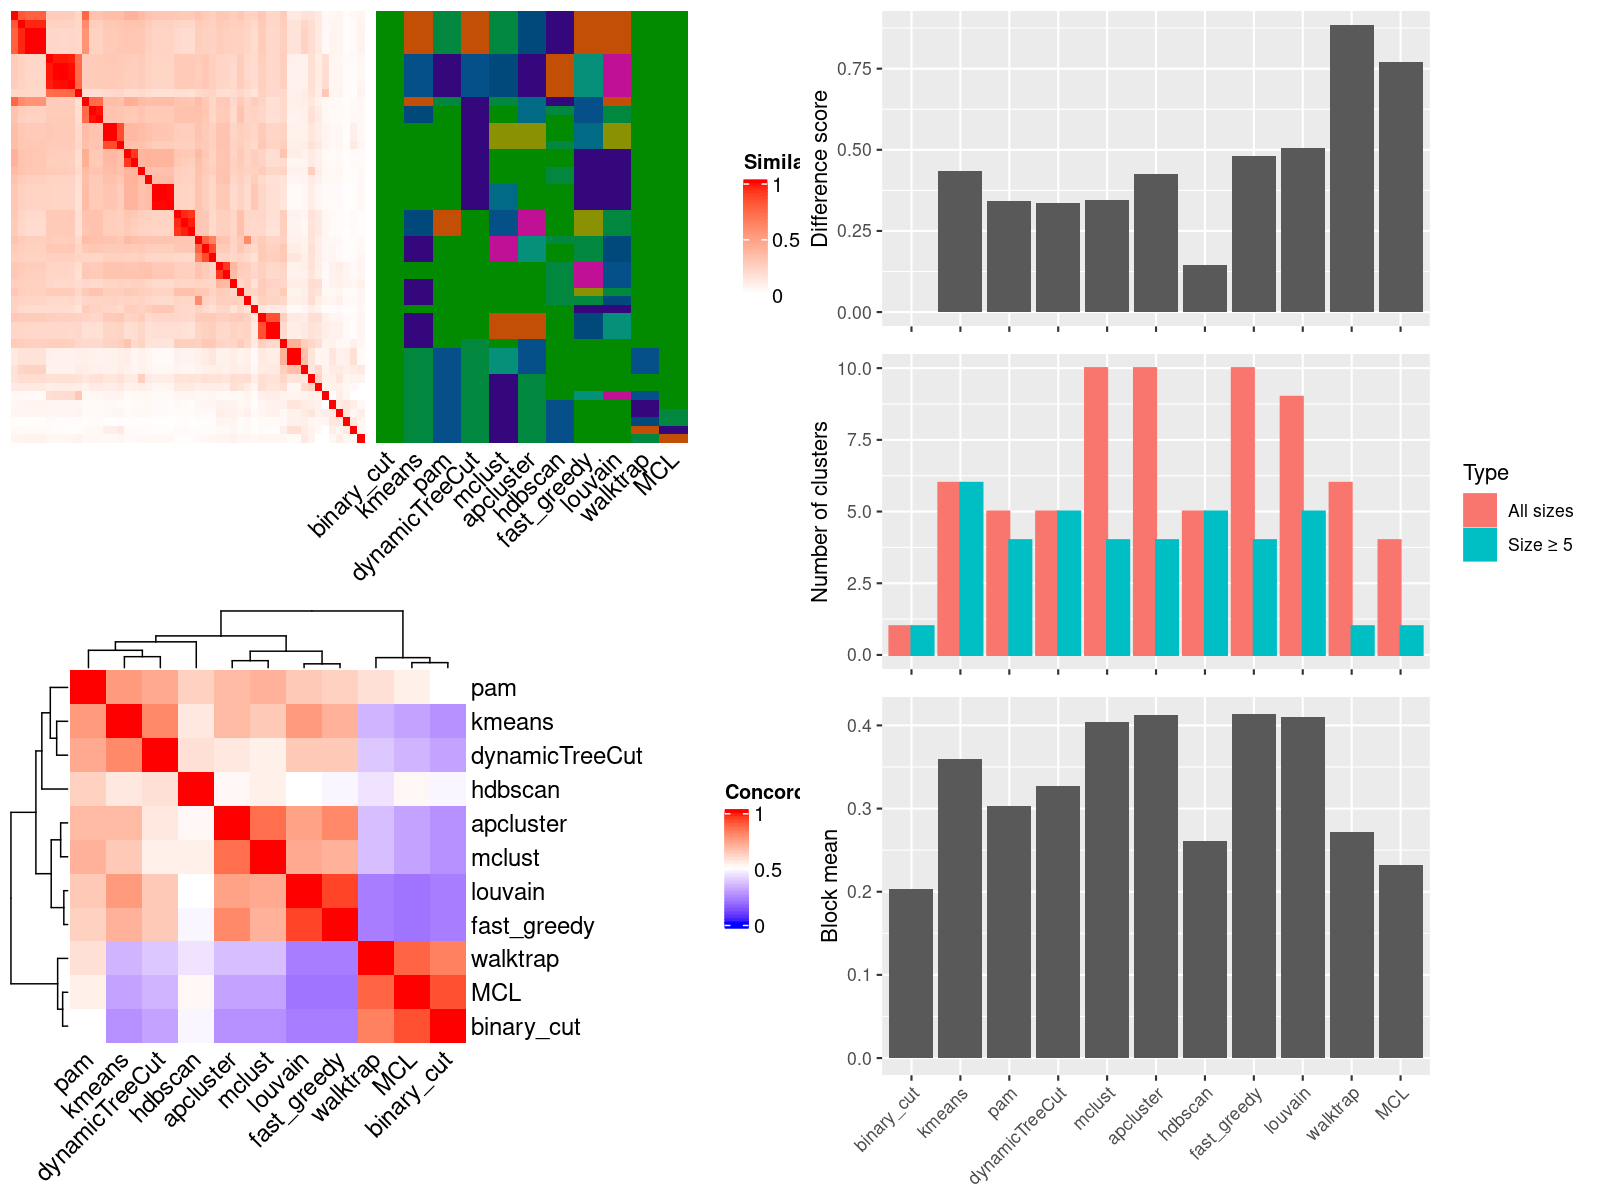 Simila
1
0.5
0
binary_cut
kmeans
pam
dynamicTreeCut
mclust
apcluster
hdbscan
fast_greedy
louvain
walktrap
MCL
Difference score
0.75
0.50
0.25
0.00
Number of clusters
10.0
7.5
5.0
2.5
0.0
Type
All sizes
Size ≥ 5
pam
kmeans
dynamicTreeCut
hdbscan
apcluster
mclust
louvain
fast_greedy
walktrap
MCL
binary_cut
pam
kmeans
dynamicTreeCut
hdbscan
apcluster
mclust
louvain
fast_greedy
walktrap
MCL
binary_cut
Concord
1
0.5
0
Block mean
0.4
0.3
0.2
0.1
0.0
binary_cut
kmeans
pam
dynamicTreeCut
mclust
apcluster
hdbscan
fast_greedy
louvain
walktrap
MCL